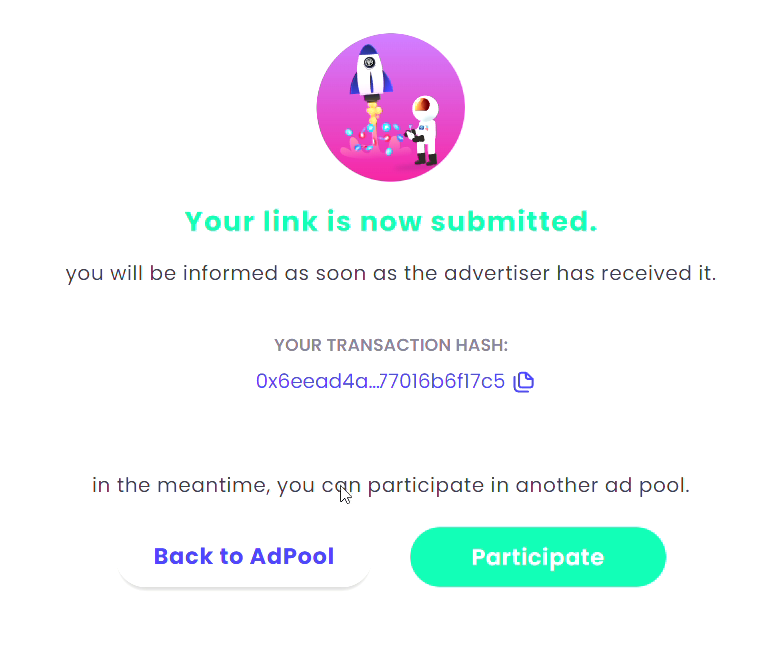 Your link is now submitted.
you will be informed as soon as the advertiser has received it.
YOUR TRANSACTION HASH:
0x6eead4a...77016b6f17c5
in the meantime, you can participate in another ad pool.
Back to AdPool
Participate